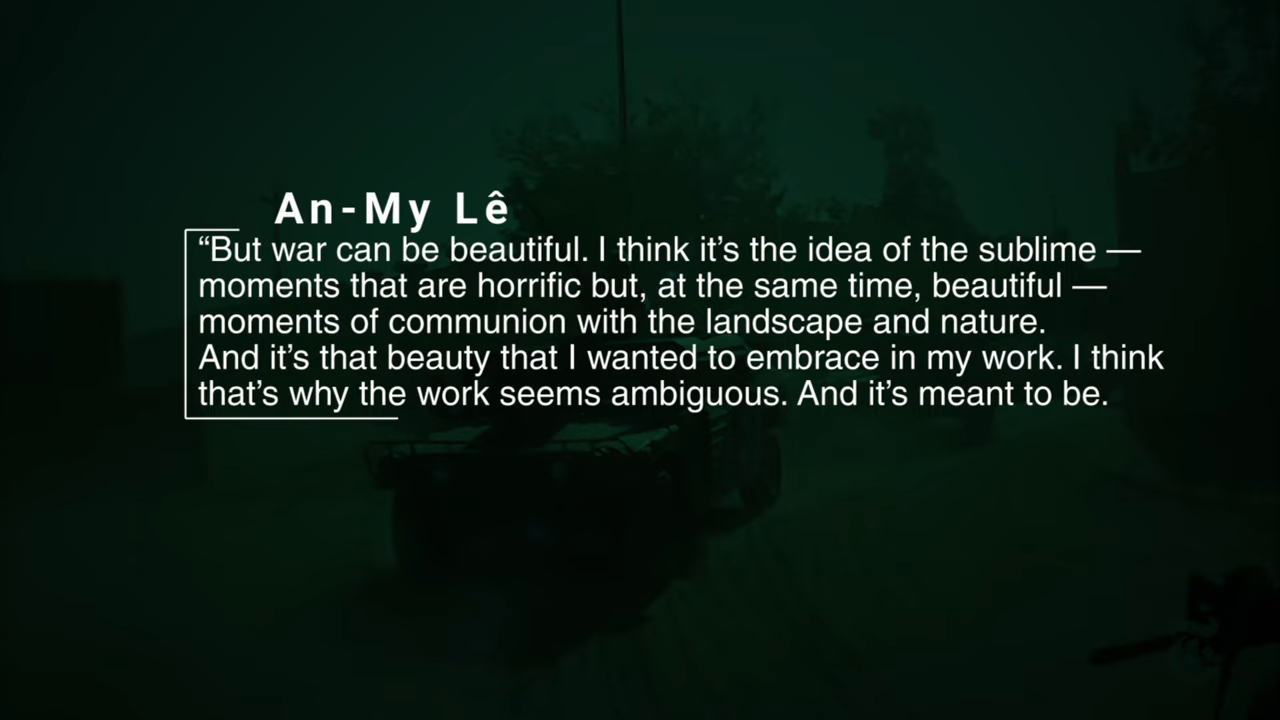 An-My Lê
“But war can be beautiful. I think it’s the idea of the sublime —
moments that are horrific but, at the same time, beautiful —
moments of communion with the landscape and nature.
And it’s that beauty that I wanted to embrace in my work. I think
that’s why the work seems ambiguous. And it’s meant to be.